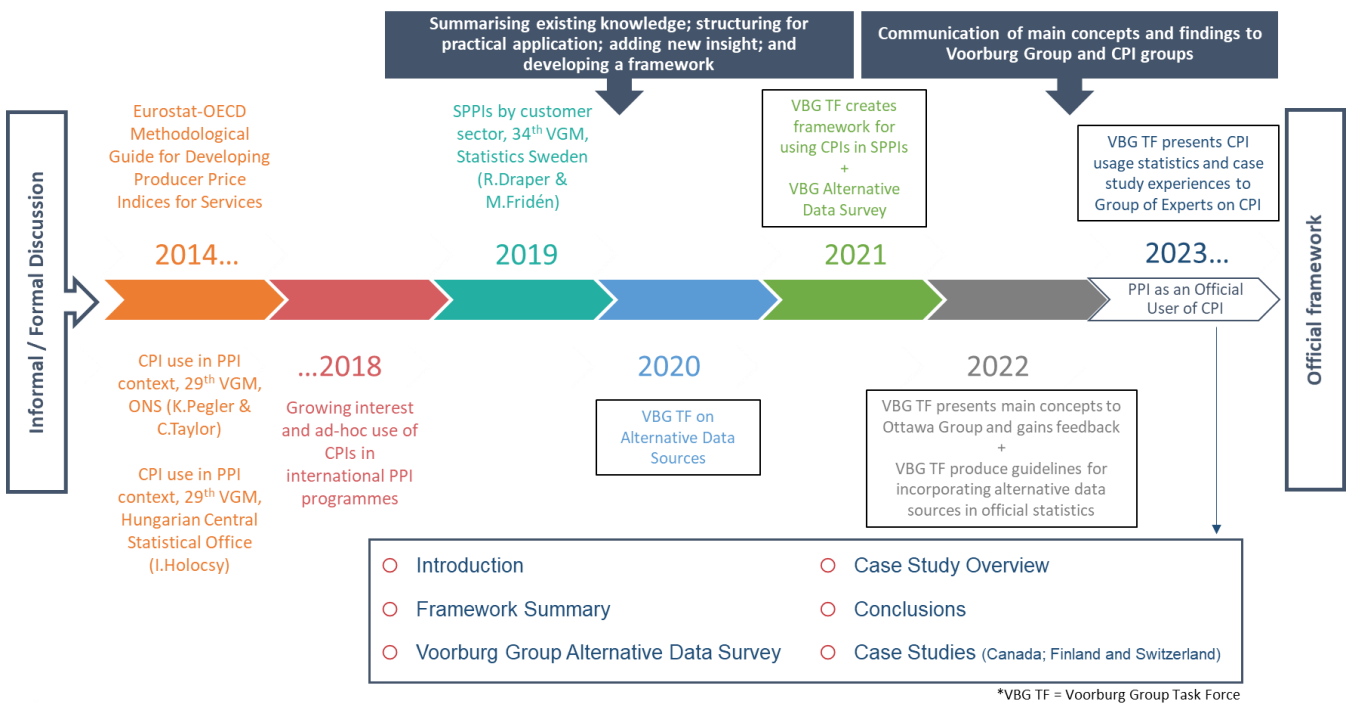 Summarising existing knowledge; structuring for
practical application; adding new insight; and
developing a framework
Communication of main concepts and findings to
Voorburg Group and CPI groups
Informal / Formal Discussion
Eurostat-OECD
Methodological
Guide for Developing
Producer Price
Indices for Services
SPPIs by customer
sector, 34th VGM,
Statistics Sweden
(R.Draper &
M.Fridén)
VBG TF creates
framework for
using CPIs in SPPIs
+
VBG Alternative
Data Survey
VBG TF presents CPI
usage statistics and case
study experiences to
Group of Experts on CPI
2014...
2019
2021
2023...
PPI as an Official
User of CPI
Official framework
CPI use in PPI
context, 29th VGM,
ONS (K.Pegler &
C.Taylor)
CPI use in PPI
context, 29th VGM,
Hungarian Central
Statistical Office
(I.Holocsy)
...2018
Growing interest
and ad-hoc use of
CPIs in
international PPI
programmes
2020
VBG TF on
Alternative Data
Sources
2022
VBG TF presents main concepts to
Ottawa Group and gains feedback
+
VBG TF produce guidelines for
incorporating alternative data
sources in official statistics
Introduction
Framework Summary
Voorburg Group Alternative Data Survey
Case Study Overview
Conclusions
Case Studies (Canada; Finland and Switzerland)
*VBG TF = Voorburg Group Task Force